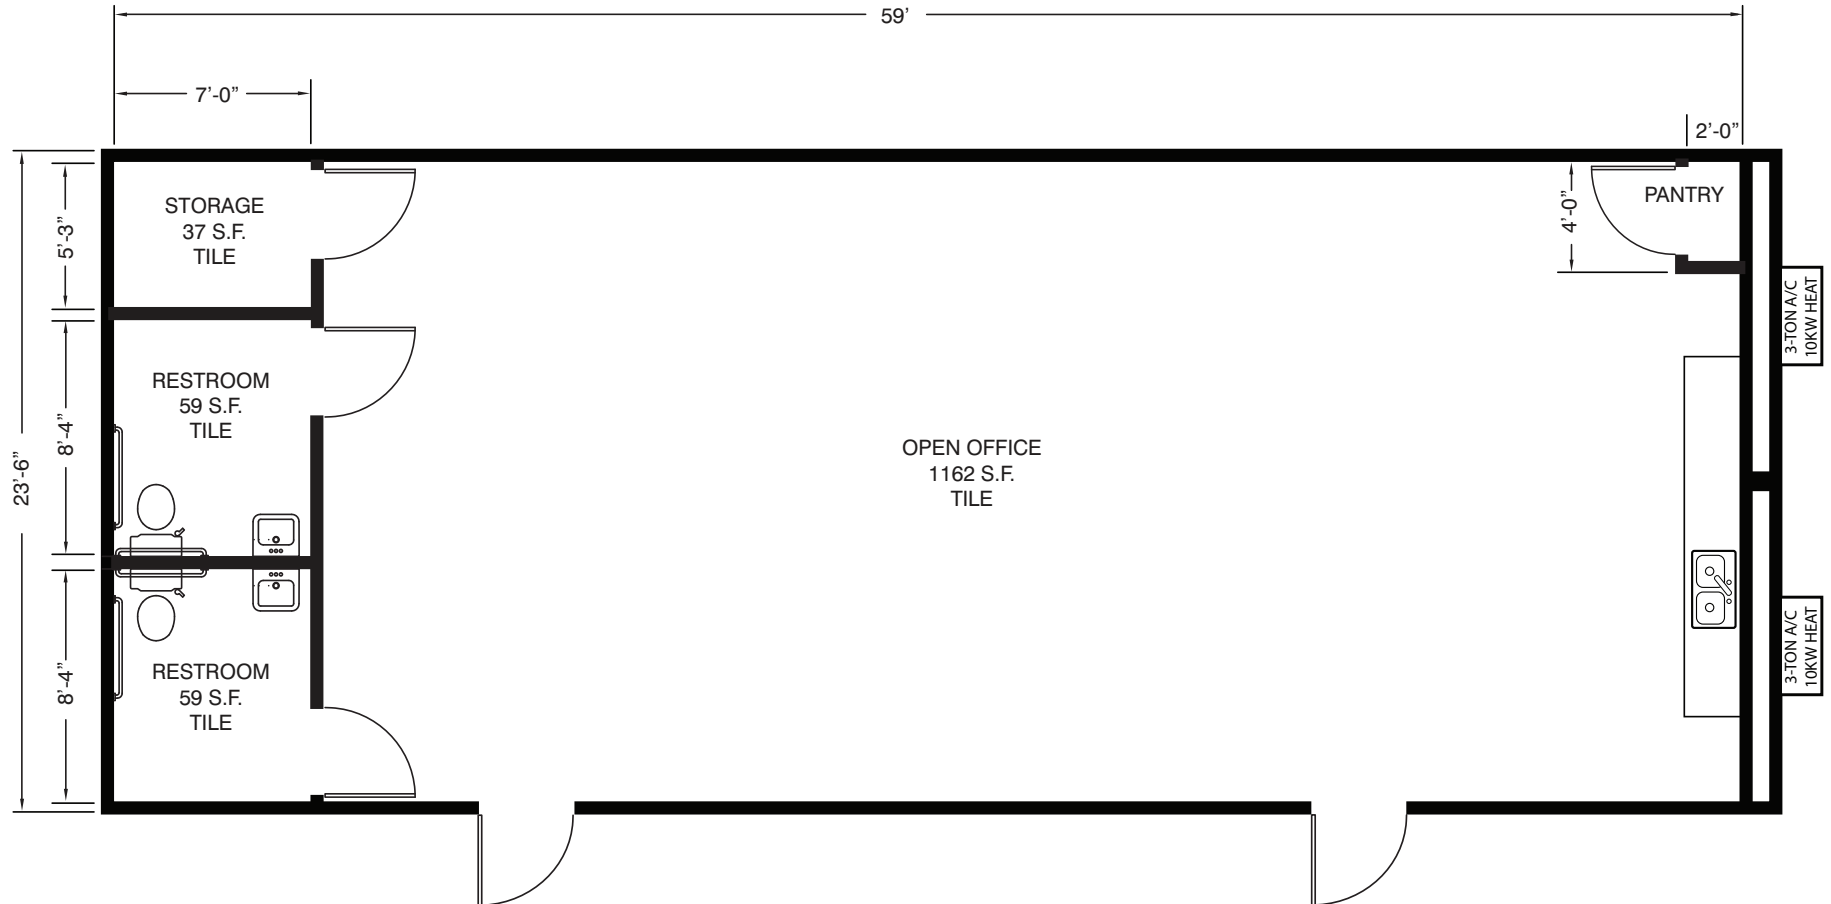 59’
7’-0”
2’-0”
STORAGE
37 S.F.
TILE
5’-3”
PANTRY
4’-0”
3-TON A/C
10KW HEAT
RESTROOM
59 S.F.
TILE
8’-4”
23’-6”
OPEN OFFICE
1162 S.F.
TILE
RESTROOM
59 S.F.
TILE
8’-4”
3-TON A/C
10KW HEAT